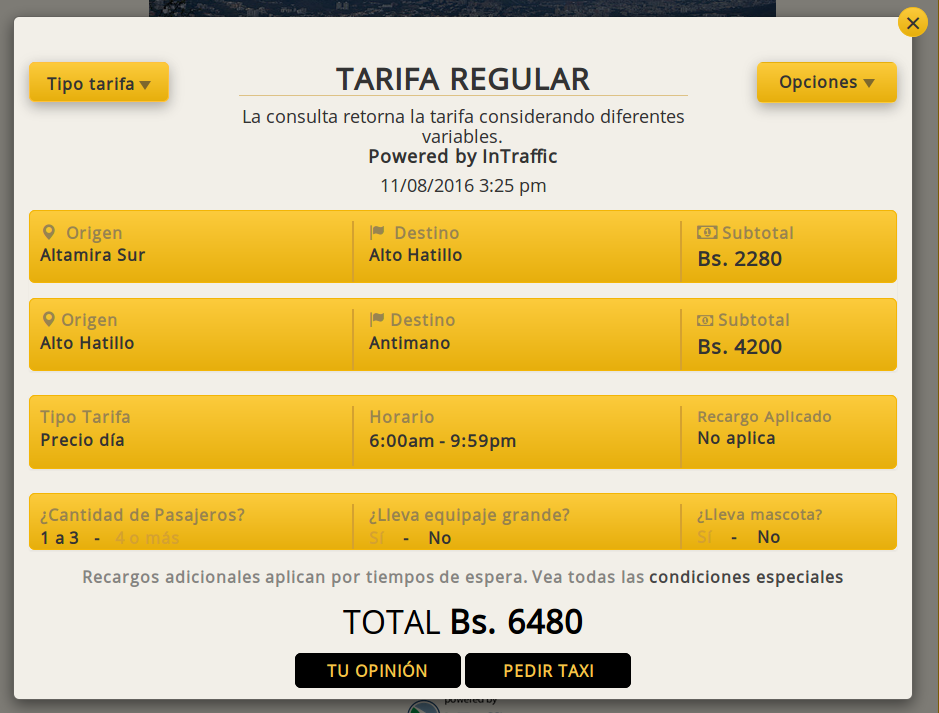 Tipo tarifa
TARIFA REGULAR
Opciones
La consulta retorna la tarifa considerando diferentes
variables.
Powered by InTraffic
11/08/2016 3:25 pm
Origen Destino Subtotal
Altamira Sur Alto Hatillo Bs. 2280
Origen Destino Subtotal
Alto Hatillo Antimano Bs. 4200
Tipo Tarifa Horario Recargo Aplicado
Precio día 6:00am - 9:59pm No aplica
¿Cantidad de Pasajeros? ¿Lleva equipaje grande? ¿Lleva mascota?
1 a 3 - 4 o más Sí - No Sí - No
Recargos adicionales aplican por tiempos de espera. Vea todas las condiciones especiales
TOTAL Bs. 6480
TU OPINIÓN PEDIR TAXI
powered by